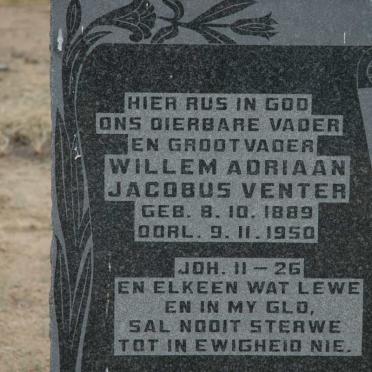 HIER RUS IN GOD
ONS DIERBARE VADER
EN GROOTVADER
WILLEM ADRIAAN
JACOBUS VENTER
GEB. 8. 10. 1889
OORL. 9. 11. 1950
JOH. 11 – 26
EN ELKEEN WAT LEWE
EN IN MY GLO,
SAL NOOIT STERWE
TOT IN EWIGHEID NIE.